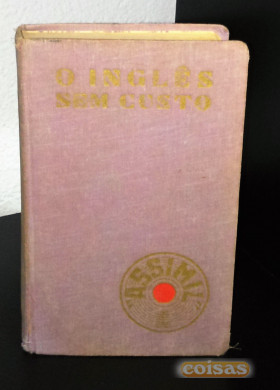 O INGLÊS
SEM CUSTO
"ASSIMIL"
coisas